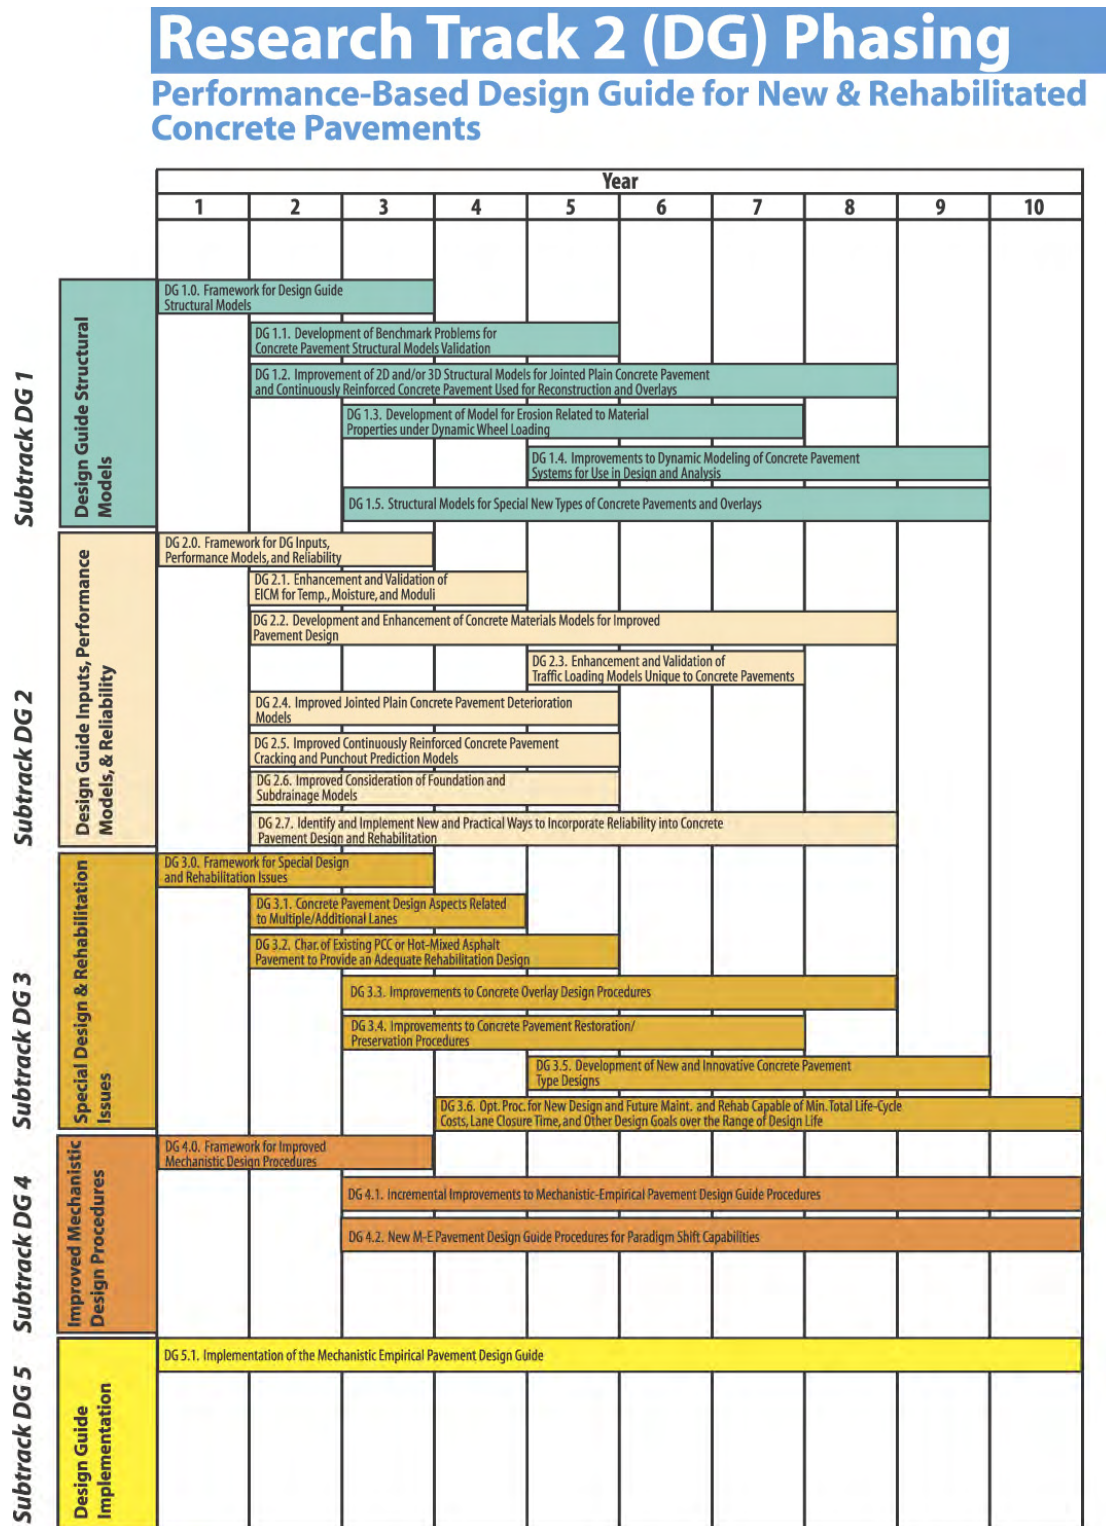 Research Track 2 (DG) Phasing
Performance-Based Design Guide for New & Rehabilitated
Concrete Pavements
Year
1 2 3 4 5 6 7 8 9 10
Subtrack DG 1
Design Guide Structural
Models
DG 1.0. Framework for Design Guide
Structural Models
DG 1.1. Development of Benchmark Problems for
Concrete Pavement Structural Models Validation
DG 1.2. Improvement of 2D and/or 3D Structural Models for Jointed Plain Concrete Pavement
and Continuously Reinforced Concrete Pavement Used for Reconstruction and Overlays
DG 1.3. Development of Model for Erosion Related to Material
Properties under Dynamic Wheel Loading
DG 1.4. Improvements to Dynamic Modeling of Concrete Pavement
Systems for Use in Design and Analysis
DG 1.5. Structural Models for Special New Types of Concrete Pavements and Overlays
Subtrack DG 2
Design Guide Inputs, Performance
Models, & Reliability
DG 2.0. Framework for DG Inputs,
Performance Models, and Reliability
DG 2.1. Enhancement and Validation of
EICM for Temp., Moisture, and Moduli
DG 2.2. Development and Enhancement of Concrete Materials Models for Improved
Pavement Design
DG 2.3. Enhancement and Validation of
Traffic Loading Models Unique to Concrete Pavements
DG 2.4. Improved Jointed Plain Concrete Pavement Deterioration
Models
DG 2.5. Improved Continuously Reinforced Concrete Pavement
Cracking and Punchout Prediction Models
DG 2.6. Improved Consideration of Foundation and
Subdrainage Models
DG 2.7. Identify and Implement New and Practical Ways to Incorporate Reliability into Concrete
Pavement Design and Rehabilitation
Subtrack DG 3
Special Design & Rehabilitation
Issues
DG 3.0. Framework for Special Design
and Rehabilitation Issues
DG 3.1. Concrete Pavement Design Aspects Related
to Multiple/Additional Lanes
DG 3.2. Char. of Existing PCC or Hot-Mixed Asphalt
Pavement to Provide an Adequate Rehabilitation Design
DG 3.3. Improvements to Concrete Overlay Design Procedures
DG 3.4. Improvements to Concrete Pavement Restoration/
Preservation Procedures
DG 3.5. Development of New and Innovative Concrete Pavement
Type Designs
DG 3.6. Opt. Proc. for New Design and Future Maint. and Rehab Capable of Min. Total Life-Cycle
Costs, Lane Closure Time, and Other Design Goals over the Range of Design Life
Subtrack DG 4
Improved Mechanistic
Design Procedures
DG 4.0. Framework for Improved
Mechanistic Design Procedures
DG 4.1. Incremental Improvements to Mechanistic-Empirical Pavement Design Guide Procedures
DG 4.2. New M-E Pavement Design Guide Procedures for Paradigm Shift Capabilities
Subtrack DG 5
Design Guide
Implementation
DG 5.1. Implementation of the Mechanistic Empirical Pavement Design Guide